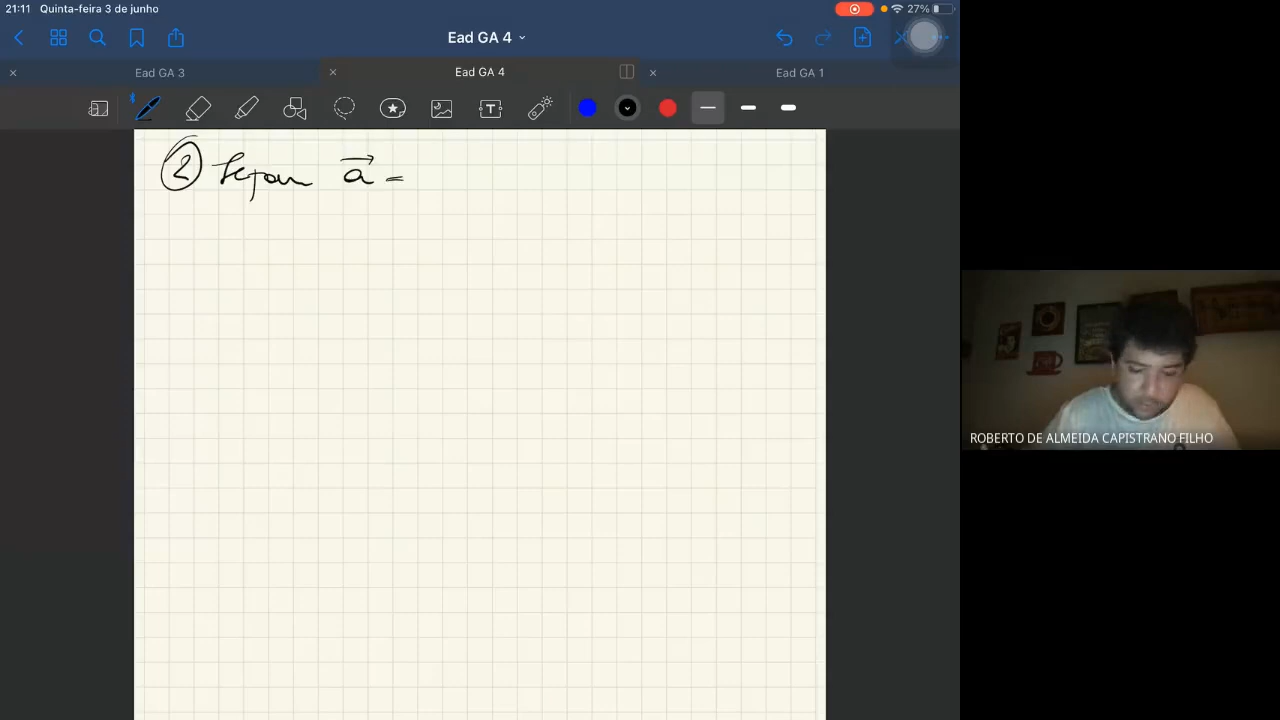 21:11 Quinta-feira 3 de junho 27%
Ead GA 4
Ead GA 3 Ead GA 4 Ead GA 1
T
② Sejam a⃗ =
ROBERTO DE ALMEIDA CAPISTRANO FILHO